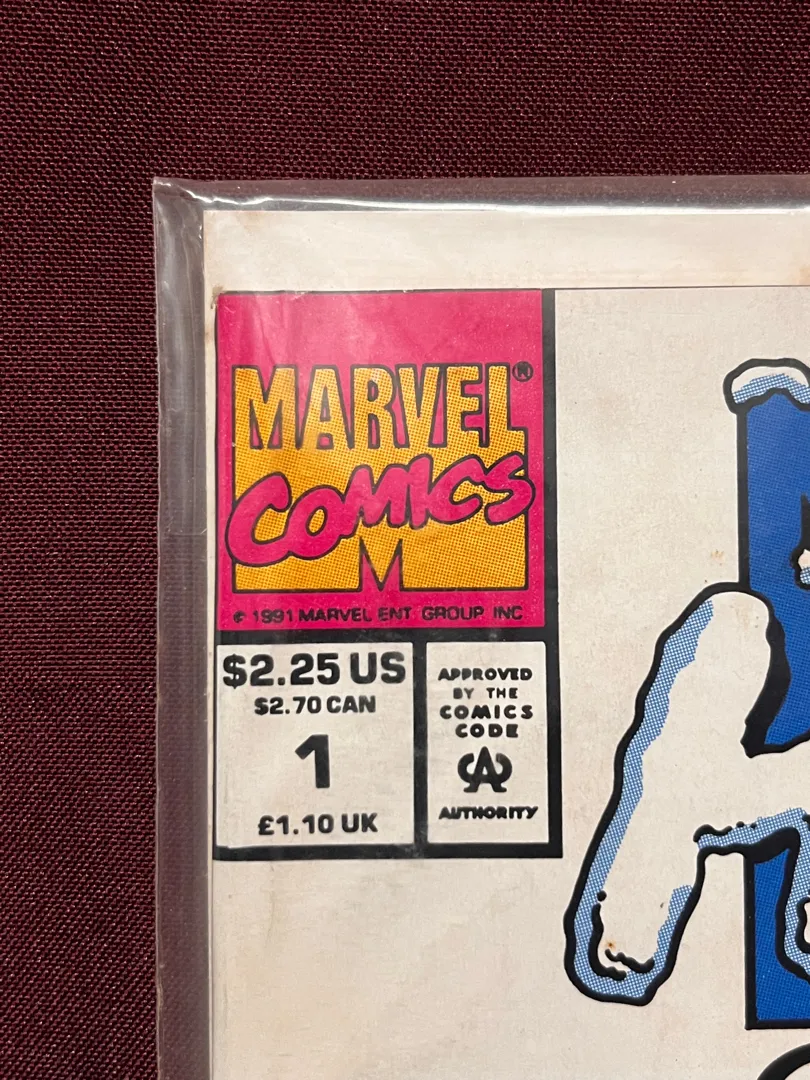 MARVEL®
COMICS
M
© 1991 MARVEL ENT GROUP INC
$2.25 US
$2.70 CAN
1
£1.10 UK
APPROVED
BY THE
COMICS
CODE
CA
AUTHORITY